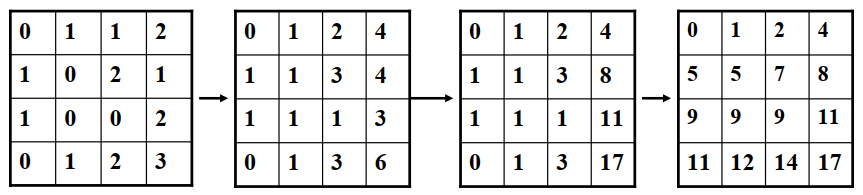 0 1 1 2
1 0 2 1
1 0 0 2
0 1 2 3
0 1 2 4
1 1 3 4
1 1 1 3
0 1 3 6
0 1 2 4
1 1 3 8
1 1 1 11
0 1 3 17
0 1 2 4
5 5 7 8
9 9 9 11
11 12 14 17